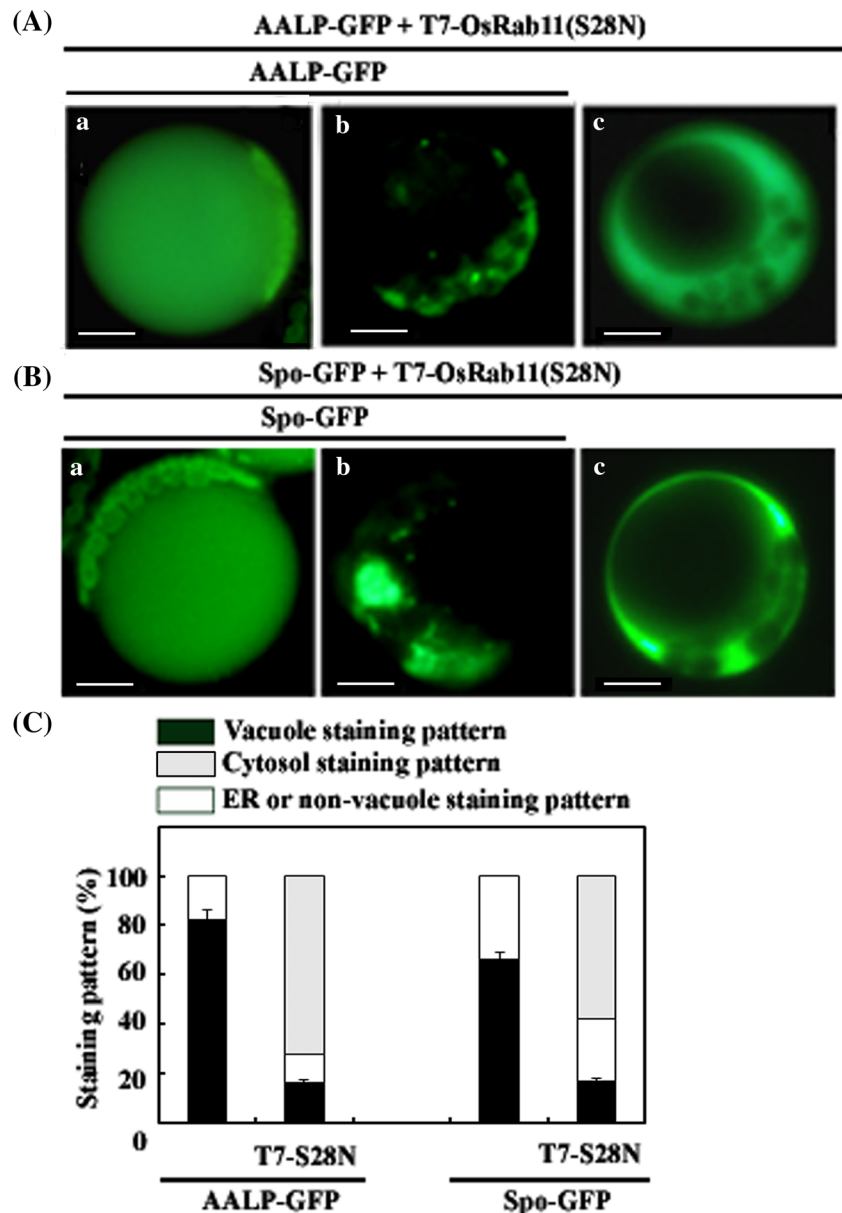 (A)
AALP-GFP + T7-OsRab11(S28N)
AALP-GFP
a b c
(B)
Spo-GFP + T7-OsRab11(S28N)
Spo-GFP
a b c
(C)
Vacuole staining pattern
Cytosol staining pattern
ER or non-vacuole staining pattern
Staining pattern (%)
100
80
60
40
20
0
T7-S28N T7-S28N
AALP-GFP Spo-GFP